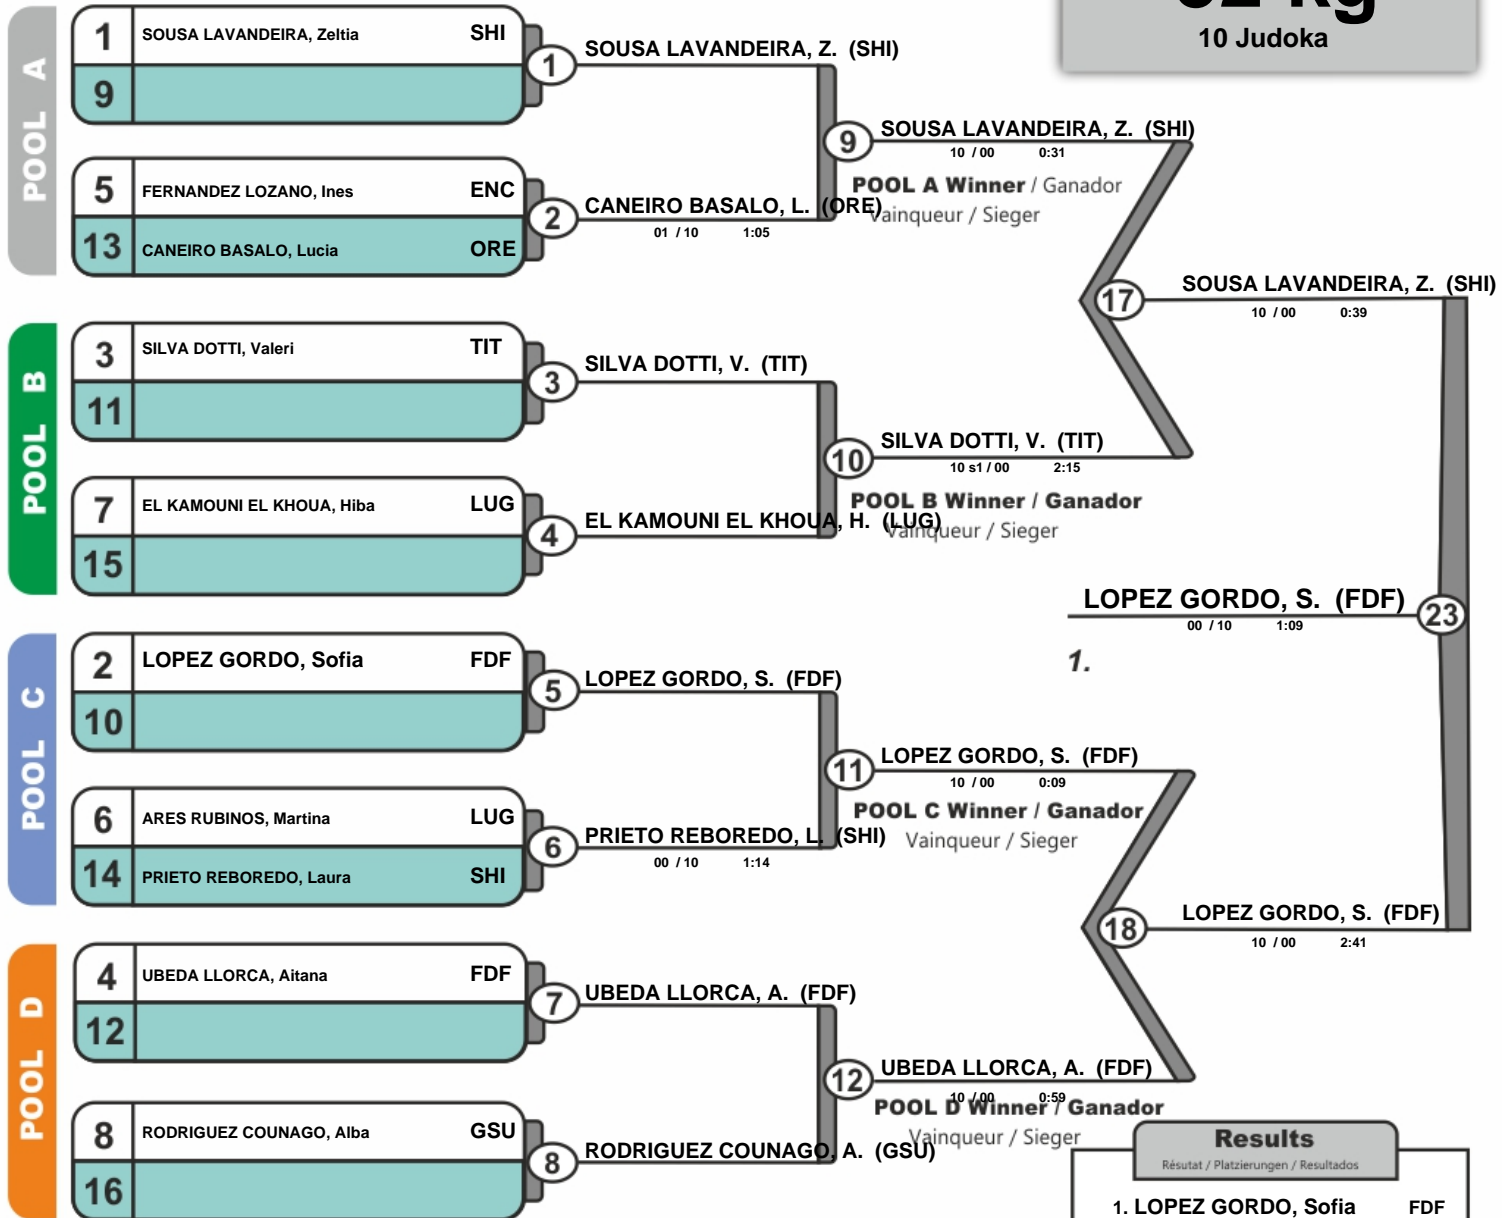 10 Judoka
POOL A
1 SOUSA LAVANDEIRA, Zeltia SHI
9
1
SOUSA LAVANDEIRA, Z. (SHI)
5 FERNANDEZ LOZANO, Ines ENC
13 CANEIRO BASALO, Lucia ORE
2
CANEIRO BASALO, L. (ORE)
01 / 10 1:05
9
SOUSA LAVANDEIRA, Z. (SHI)
10 / 00 0:31
POOL A Winner / Ganador
Vainqueur / Sieger
POOL B
3 SILVA DOTTI, Valeri TIT
11
3
SILVA DOTTI, V. (TIT)
7 EL KAMOUNI EL KHOUA, Hiba LUG
15
4
EL KAMOUNI EL KHOUA, H. (LUG)
10
SILVA DOTTI, V. (TIT)
10 s1 / 00 2:15
POOL B Winner / Ganador
Vainqueur / Sieger
17
SOUSA LAVANDEIRA, Z. (SHI)
10 / 00 0:39
LOPEZ GORDO, S. (FDF)
23
00 / 10 1:09
1.
POOL C
2 LOPEZ GORDO, Sofia FDF
10
5
LOPEZ GORDO, S. (FDF)
6 ARES RUBINOS, Martina LUG
14 PRIETO REBOREDO, Laura SHI
6
PRIETO REBOREDO, L. (SHI)
00 / 10 1:14
11
LOPEZ GORDO, S. (FDF)
10 / 00 0:09
POOL C Winner / Ganador
Vainqueur / Sieger
18
LOPEZ GORDO, S. (FDF)
10 / 00 2:41
POOL D
4 UBEDA LLORCA, Aitana FDF
12
7
UBEDA LLORCA, A. (FDF)
8 RODRIGUEZ COUNAGO, Alba GSU
16
8
RODRIGUEZ COUNAGO, A. (GSU)
12
UBEDA LLORCA, A. (FDF)
10 / 00 0:59
POOL D Winner / Ganador
Vainqueur / Sieger
Results
Résutat / Platzierungen / Resultados
1. LOPEZ GORDO, Sofia FDF